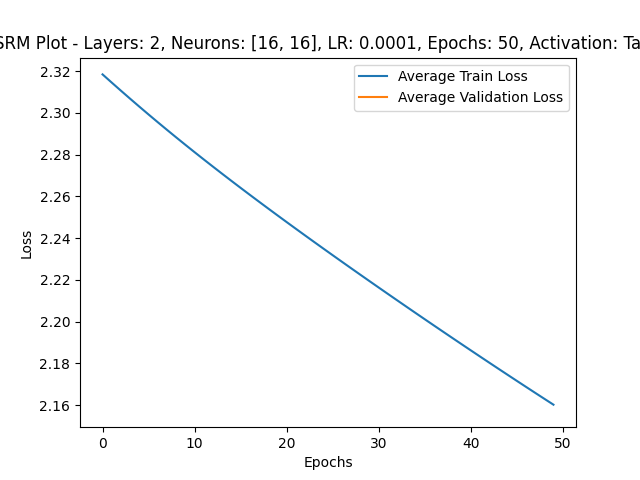 SRM Plot - Layers: 2, Neurons: [16, 16], LR: 0.0001, Epochs: 50, Activation: Ta
Average Train Loss
Average Validation Loss
2.32
2.30
2.28
2.26
2.24
2.22
2.20
2.18
2.16
Loss
0 10 20 30 40 50
Epochs